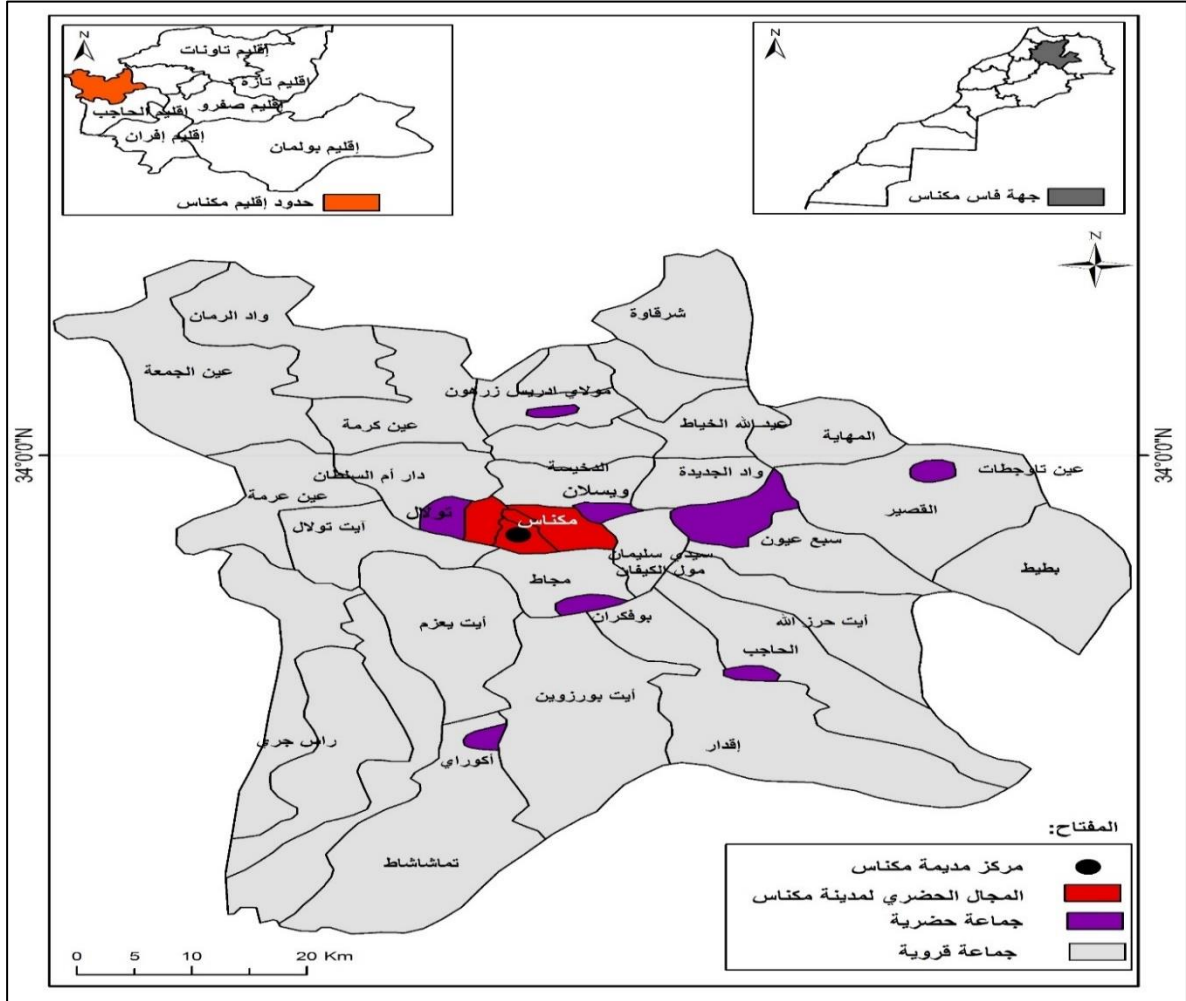 N
إقليم تاونات
إقليم تازة
إقليم صفرو
إقليم الحاجب
إقليم إفران
إقليم بولمان
حدود إقليم مكناس
N
جهة فاس مكناس
N
34°0'0"N
34°0'0"N
شرقاوة
واد الرمان
عين الجمعة
مولاي ادريس زرهون
عين كرمة
عبد الله الخياط
المهاية
الدخيسة
واد الجديدة
عين تاوجطات
دار أم السلطان
عين عرمة
ويسلان
القصير
تولال
مكناس
آيت تولال
سبع عيون
سيدي سليمان
مول الكيفان
بطيط
مجاط
بوفكران
أيت حرز الله
أيت يعزم
الحاجب
أيت بورزوين
راس جري
إقدار
أكوراي
تماشاشاط
المفتاح:
مركز مديمة مكناس
المجال الحضري لمدينة مكناس
جماعة حضرية
جماعة قروية
0 5 10 20 Km